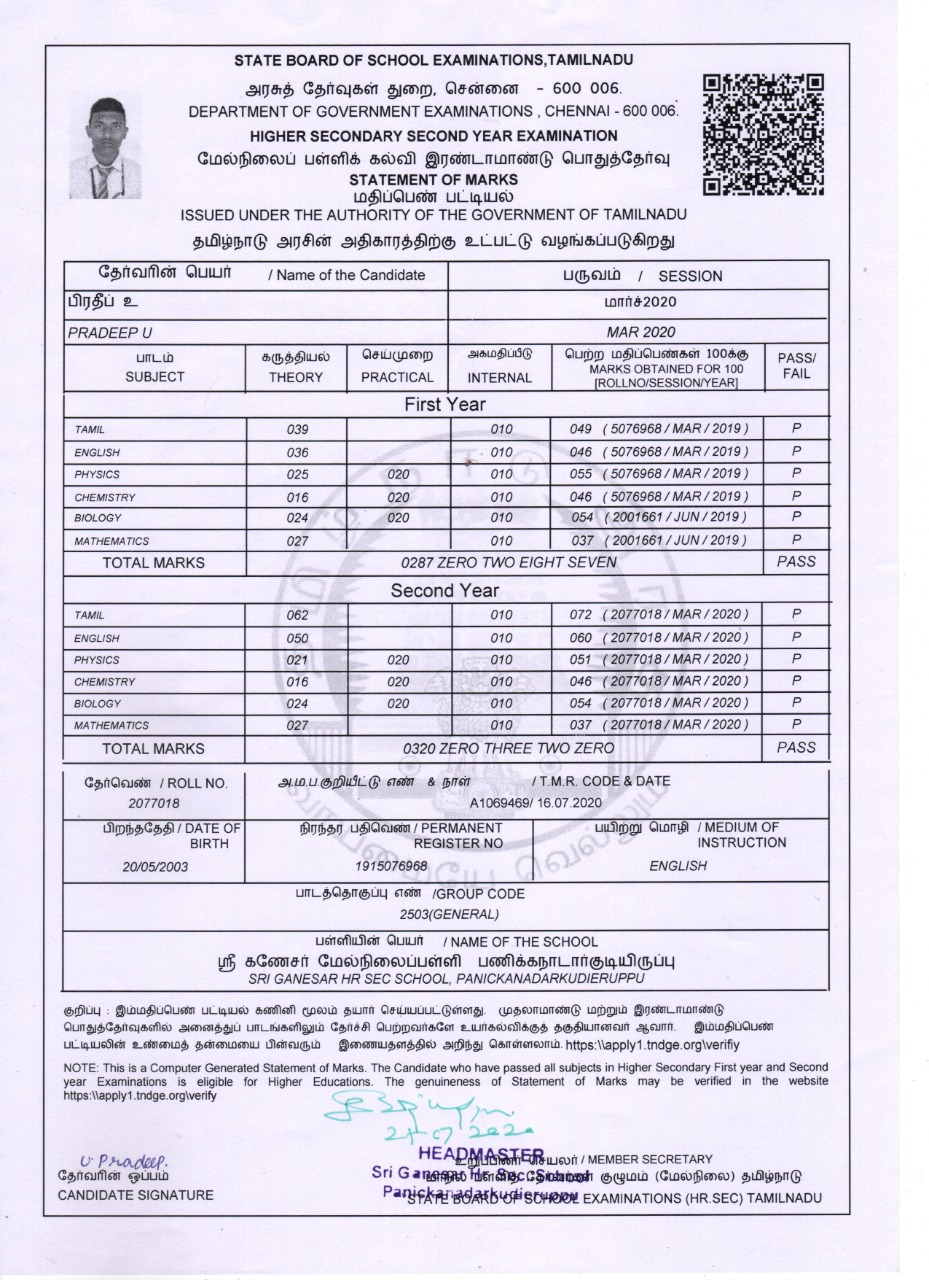 STATE BOARD OF SCHOOL EXAMINATIONS,TAMILNADU
அரசுத் தேர்வுகள் துறை, சென்னை - 600 006.
DEPARTMENT OF GOVERNMENT EXAMINATIONS , CHENNAI - 600 006.
HIGHER SECONDARY SECOND YEAR EXAMINATION
மேல்நிலைப் பள்ளிக் கல்வி இரண்டாமாண்டு பொதுத்தேர்வு
STATEMENT OF MARKS
மதிப்பெண் பட்டியல்
ISSUED UNDER THE AUTHORITY OF THE GOVERNMENT OF TAMILNADU
தமிழ்நாடு அரசின் அதிகாரத்திற்கு உட்பட்டு வழங்கப்படுகிறது
தேர்வரின் பெயர் / Name of the Candidate பருவம் / SESSION
பிரதீப் உ மார்ச்2020
PRADEEP U MAR 2020
பாடம் கருத்தியல் செய்முறை அகமதிப்பீடு பெற்ற மதிப்பெண்கள் 100க்கு PASS/
SUBJECT THEORY PRACTICAL INTERNAL MARKS OBTAINED FOR 100 FAIL
[ROLLNO/SESSION/YEAR]
First Year
TAMIL 039 010 049 ( 5076968 / MAR / 2019 ) P
ENGLISH 036 010 046 ( 5076968 / MAR / 2019 ) P
PHYSICS 025 020 010 055 ( 5076968 / MAR / 2019 ) P
CHEMISTRY 016 020 010 046 ( 5076968 / MAR / 2019 ) P
BIOLOGY 024 020 010 054 ( 2001661 / JUN / 2019 ) P
MATHEMATICS 027 010 037 ( 2001661 / JUN / 2019 ) P
TOTAL MARKS 0287 ZERO TWO EIGHT SEVEN PASS
Second Year
TAMIL 062 010 072 ( 2077018 / MAR / 2020 ) P
ENGLISH 050 010 060 ( 2077018 / MAR / 2020 ) P
PHYSICS 021 020 010 051 ( 2077018 / MAR / 2020 ) P
CHEMISTRY 016 020 010 046 ( 2077018 / MAR / 2020 ) P
BIOLOGY 024 020 010 054 ( 2077018 / MAR / 2020 ) P
MATHEMATICS 027 010 037 ( 2077018 / MAR / 2020 ) P
TOTAL MARKS 0320 ZERO THREE TWO ZERO PASS
தேர்வெண் / ROLL NO. அ.ம.ப.குறியீட்டு எண் & நாள் / T.M.R. CODE & DATE
2077018 A1069469/ 16.07.2020
பிறந்ததேதி / DATE OF BIRTH நிரந்தர பதிவெண் / PERMANENT REGISTER NO பயிற்று மொழி / MEDIUM OF INSTRUCTION
20/05/2003 1915076968 ENGLISH
பாடத்தொகுப்பு எண் /GROUP CODE
2503(GENERAL)
பள்ளியின் பெயர் / NAME OF THE SCHOOL
ஸ்ரீ கணேசர் மேல்நிலைப்பள்ளி பணிக்கநாடார்குடியிருப்பு
SRI GANESAR HR SEC SCHOOL, PANICKANADARKUDIERUPPU
குறிப்பு : இம்மதிப்பெண் பட்டியல் கணினி மூலம் தயார் செய்யப்பட்டுள்ளது. முதலாமாண்டு மற்றும் இரண்டாமாண்டு
பொதுத்தேர்வுகளில் அனைத்துப் பாடங்களிலும் தேர்ச்சி பெற்றவர்களே உயர்கல்விக்குத் தகுதியானவர் ஆவார். இம்மதிப்பெண்
பட்டியலின் உண்மைத் தன்மையை பின்வரும் இணையதளத்தில் அறிந்து கொள்ளலாம். https:\\apply1.tndge.org\verifiy
NOTE: This is a Computer Generated Statement of Marks. The Candidate who have passed all subjects in Higher Secondary First year and Second
year Examinations is eligible for Higher Educations. The genuineness of Statement of Marks may be verified in the website
https:\\apply1.tndge.org\verify
U Pradeep.
தேர்வரின் ஒப்பம்
CANDIDATE SIGNATURE
HEADMASTER
Sri Ganesar Hr. Sec. School
Panickanadarkudieruppu
உறுப்பினர் செயலர் / MEMBER SECRETARY
மாநில பள்ளித் தேர்வுகள் குழுமம் (மேல்நிலை) தமிழ்நாடு
STATE BOARD OF SCHOOL EXAMINATIONS (HR.SEC) TAMILNADU